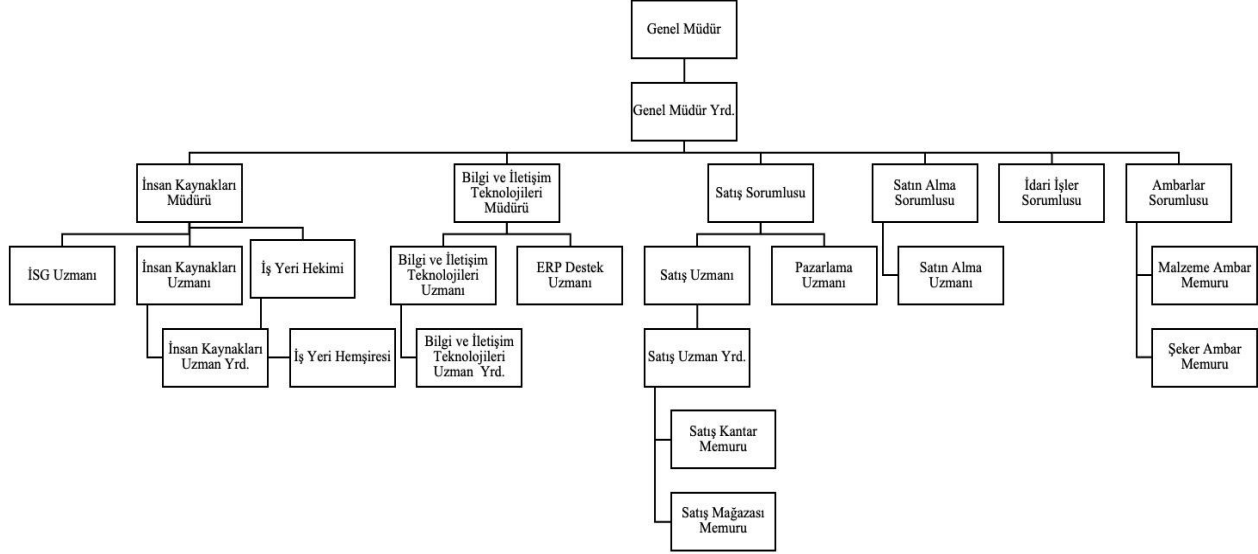 Genel Müdür
Genel Müdür Yrd.
İnsan Kaynakları
Müdürü
Bilgi ve İletişim
Teknolojileri
Müdürü
Satış Sorumlusu
Satın Alma
Sorumlusu
İdari İşler
Sorumlusu
Ambarlar
Sorumlusu
İSG Uzmanı
İnsan Kaynakları
Uzmanı
İş Yeri Hekimi
Bilgi ve İletişim
Teknolojileri
Uzmanı
ERP Destek
Uzmanı
Satış Uzmanı
Pazarlama
Uzmanı
Satın Alma
Uzmanı
Malzeme Ambar
Memuru
İnsan Kaynakları
Uzman Yrd.
İş Yeri Hemşiresi
Bilgi ve İletişim
Teknolojileri
Uzman Yrd.
Satış Uzman Yrd.
Şeker Ambar
Memuru
Satış Kantar
Memuru
Satış Mağazası
Memuru